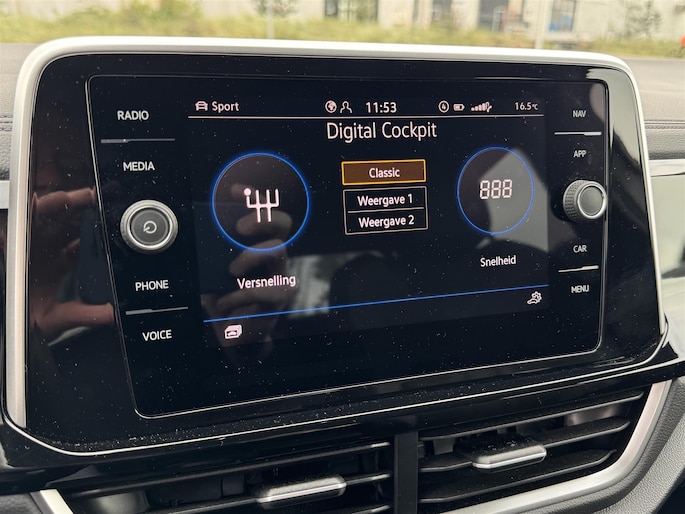 RADIO
MEDIA
PHONE
VOICE
Sport
11:53
4
16.5°C
Digital Cockpit
Classic
Weergave 1
Weergave 2
888
Versnelling
Snelheid
NAV
APP
CAR
MENU